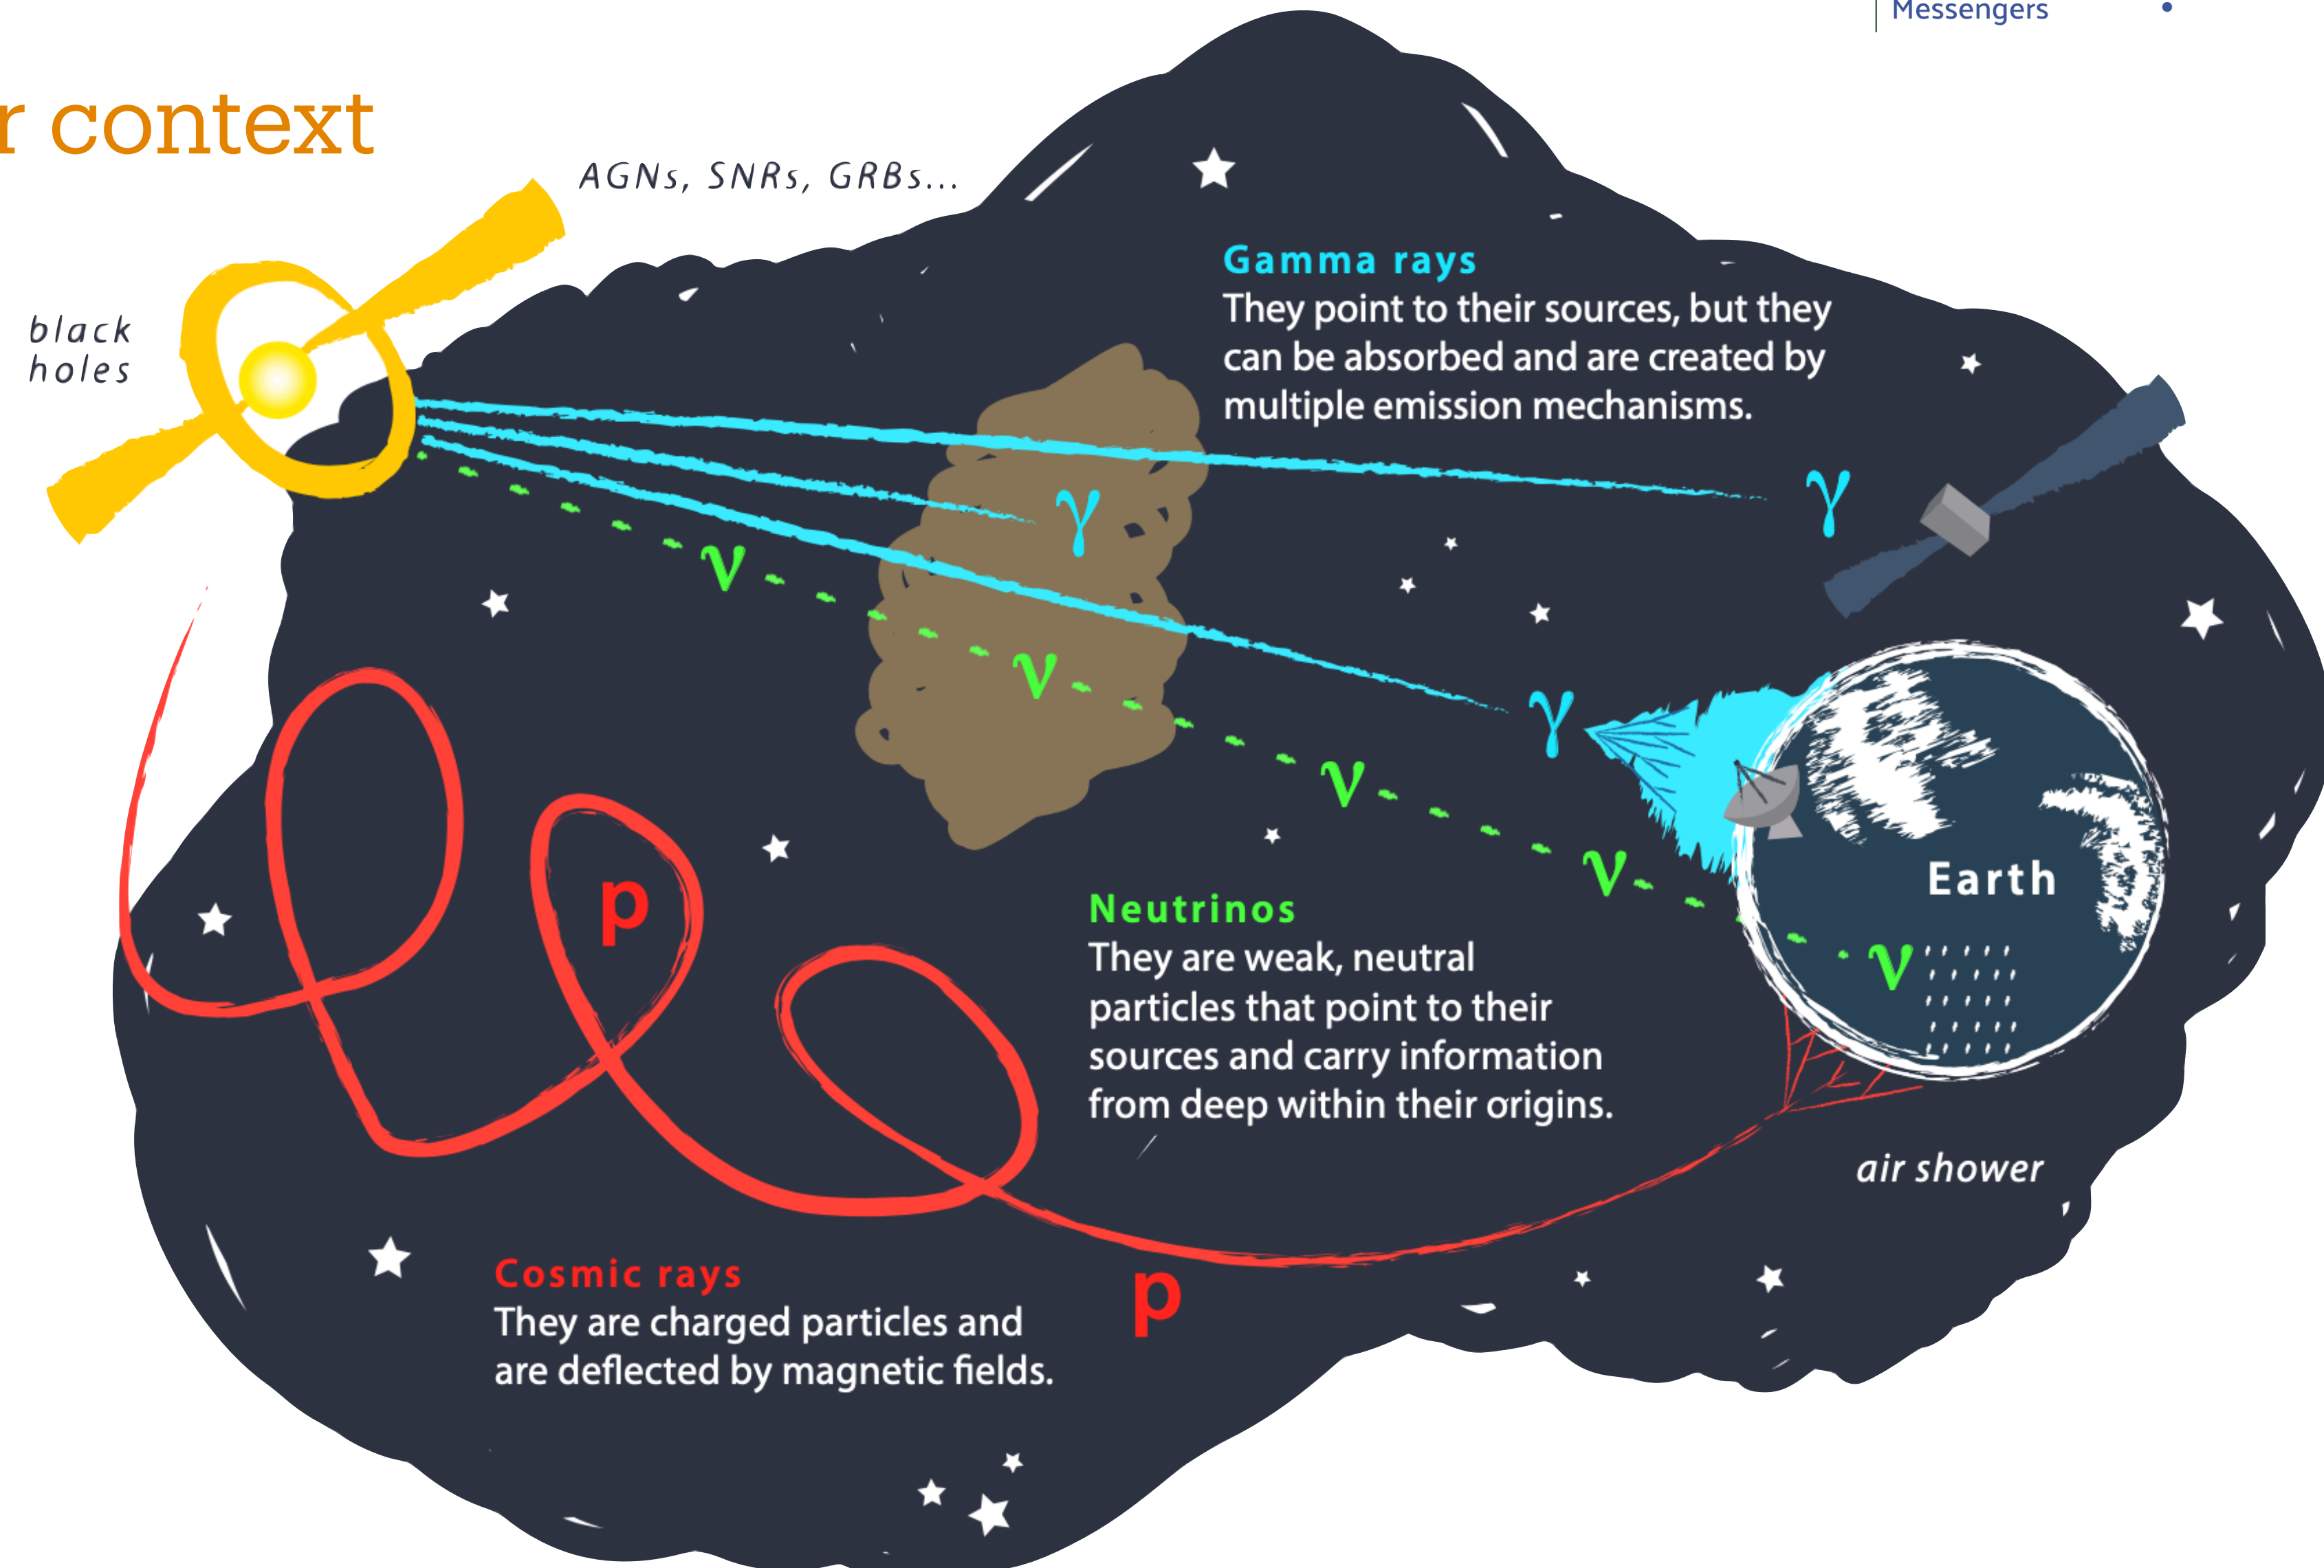 Messengers
r context
AGNs, SNRs, GRBs...
black
holes
Gamma rays
They point to their sources, but they
can be absorbed and are created by
multiple emission mechanisms.
γ
γ
γ
ν
ν
ν
ν
ν
Earth
p
Neutrinos
They are weak, neutral
particles that point to their
sources and carry information
from deep within their origins.
air shower
p
Cosmic rays
They are charged particles and
are deflected by magnetic fields.